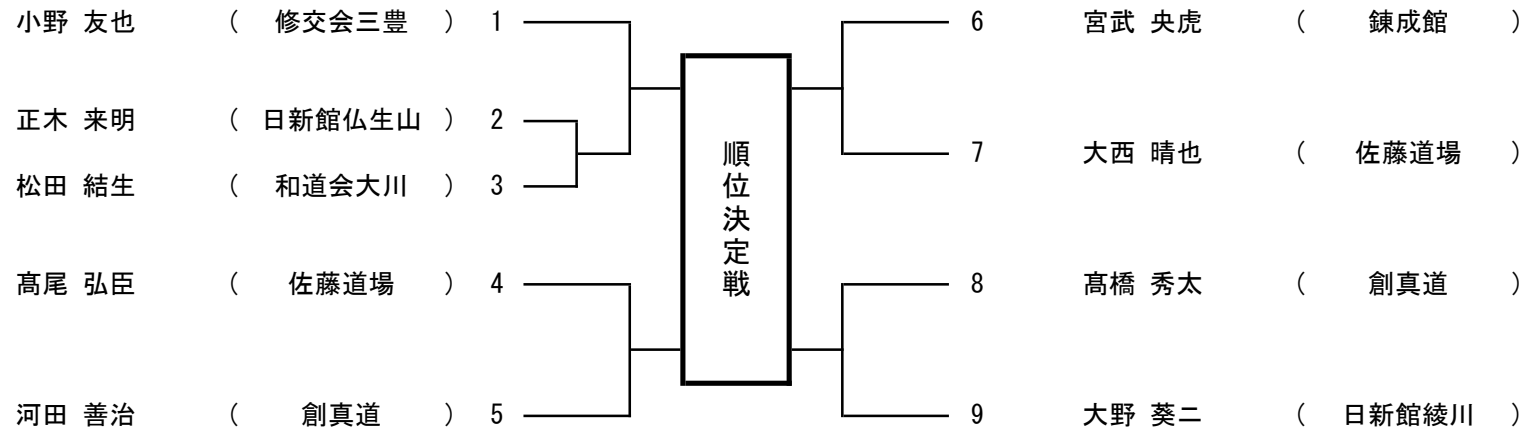 小野 友也 ( 修交会三豊 ) 1
正木 来明 ( 日新館仏生山 ) 2
松田 結生 ( 和道会大川 ) 3
髙尾 弘臣 ( 佐藤道場 ) 4
河田 善治 ( 創真道 ) 5
順位決定戦
6 宮武 央虎 ( 錬成館 )
7 大西 晴也 ( 佐藤道場 )
8 髙橋 秀太 ( 創真道 )
9 大野 葵ニ ( 日新館綾川 )